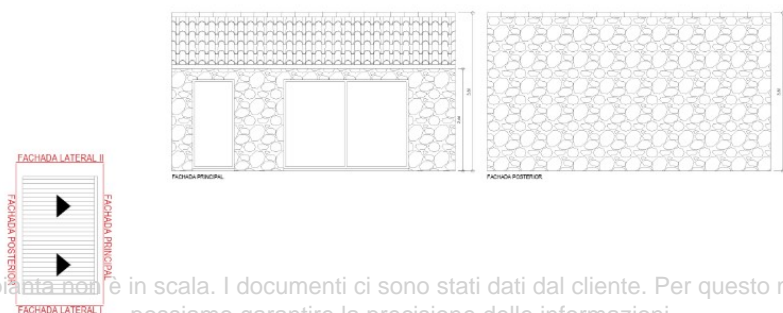 FACHADA PRINCIPAL
FACHADA POSTERIOR
FACHADA LATERAL II
FACHADA POSTERIOR
FACHADA PRINCIPAL
FACHADA LATERAL I
pianta non è in scala. I documenti ci sono stati dati dal cliente. Per questo
possiamo garantire la precisione delle informazioni